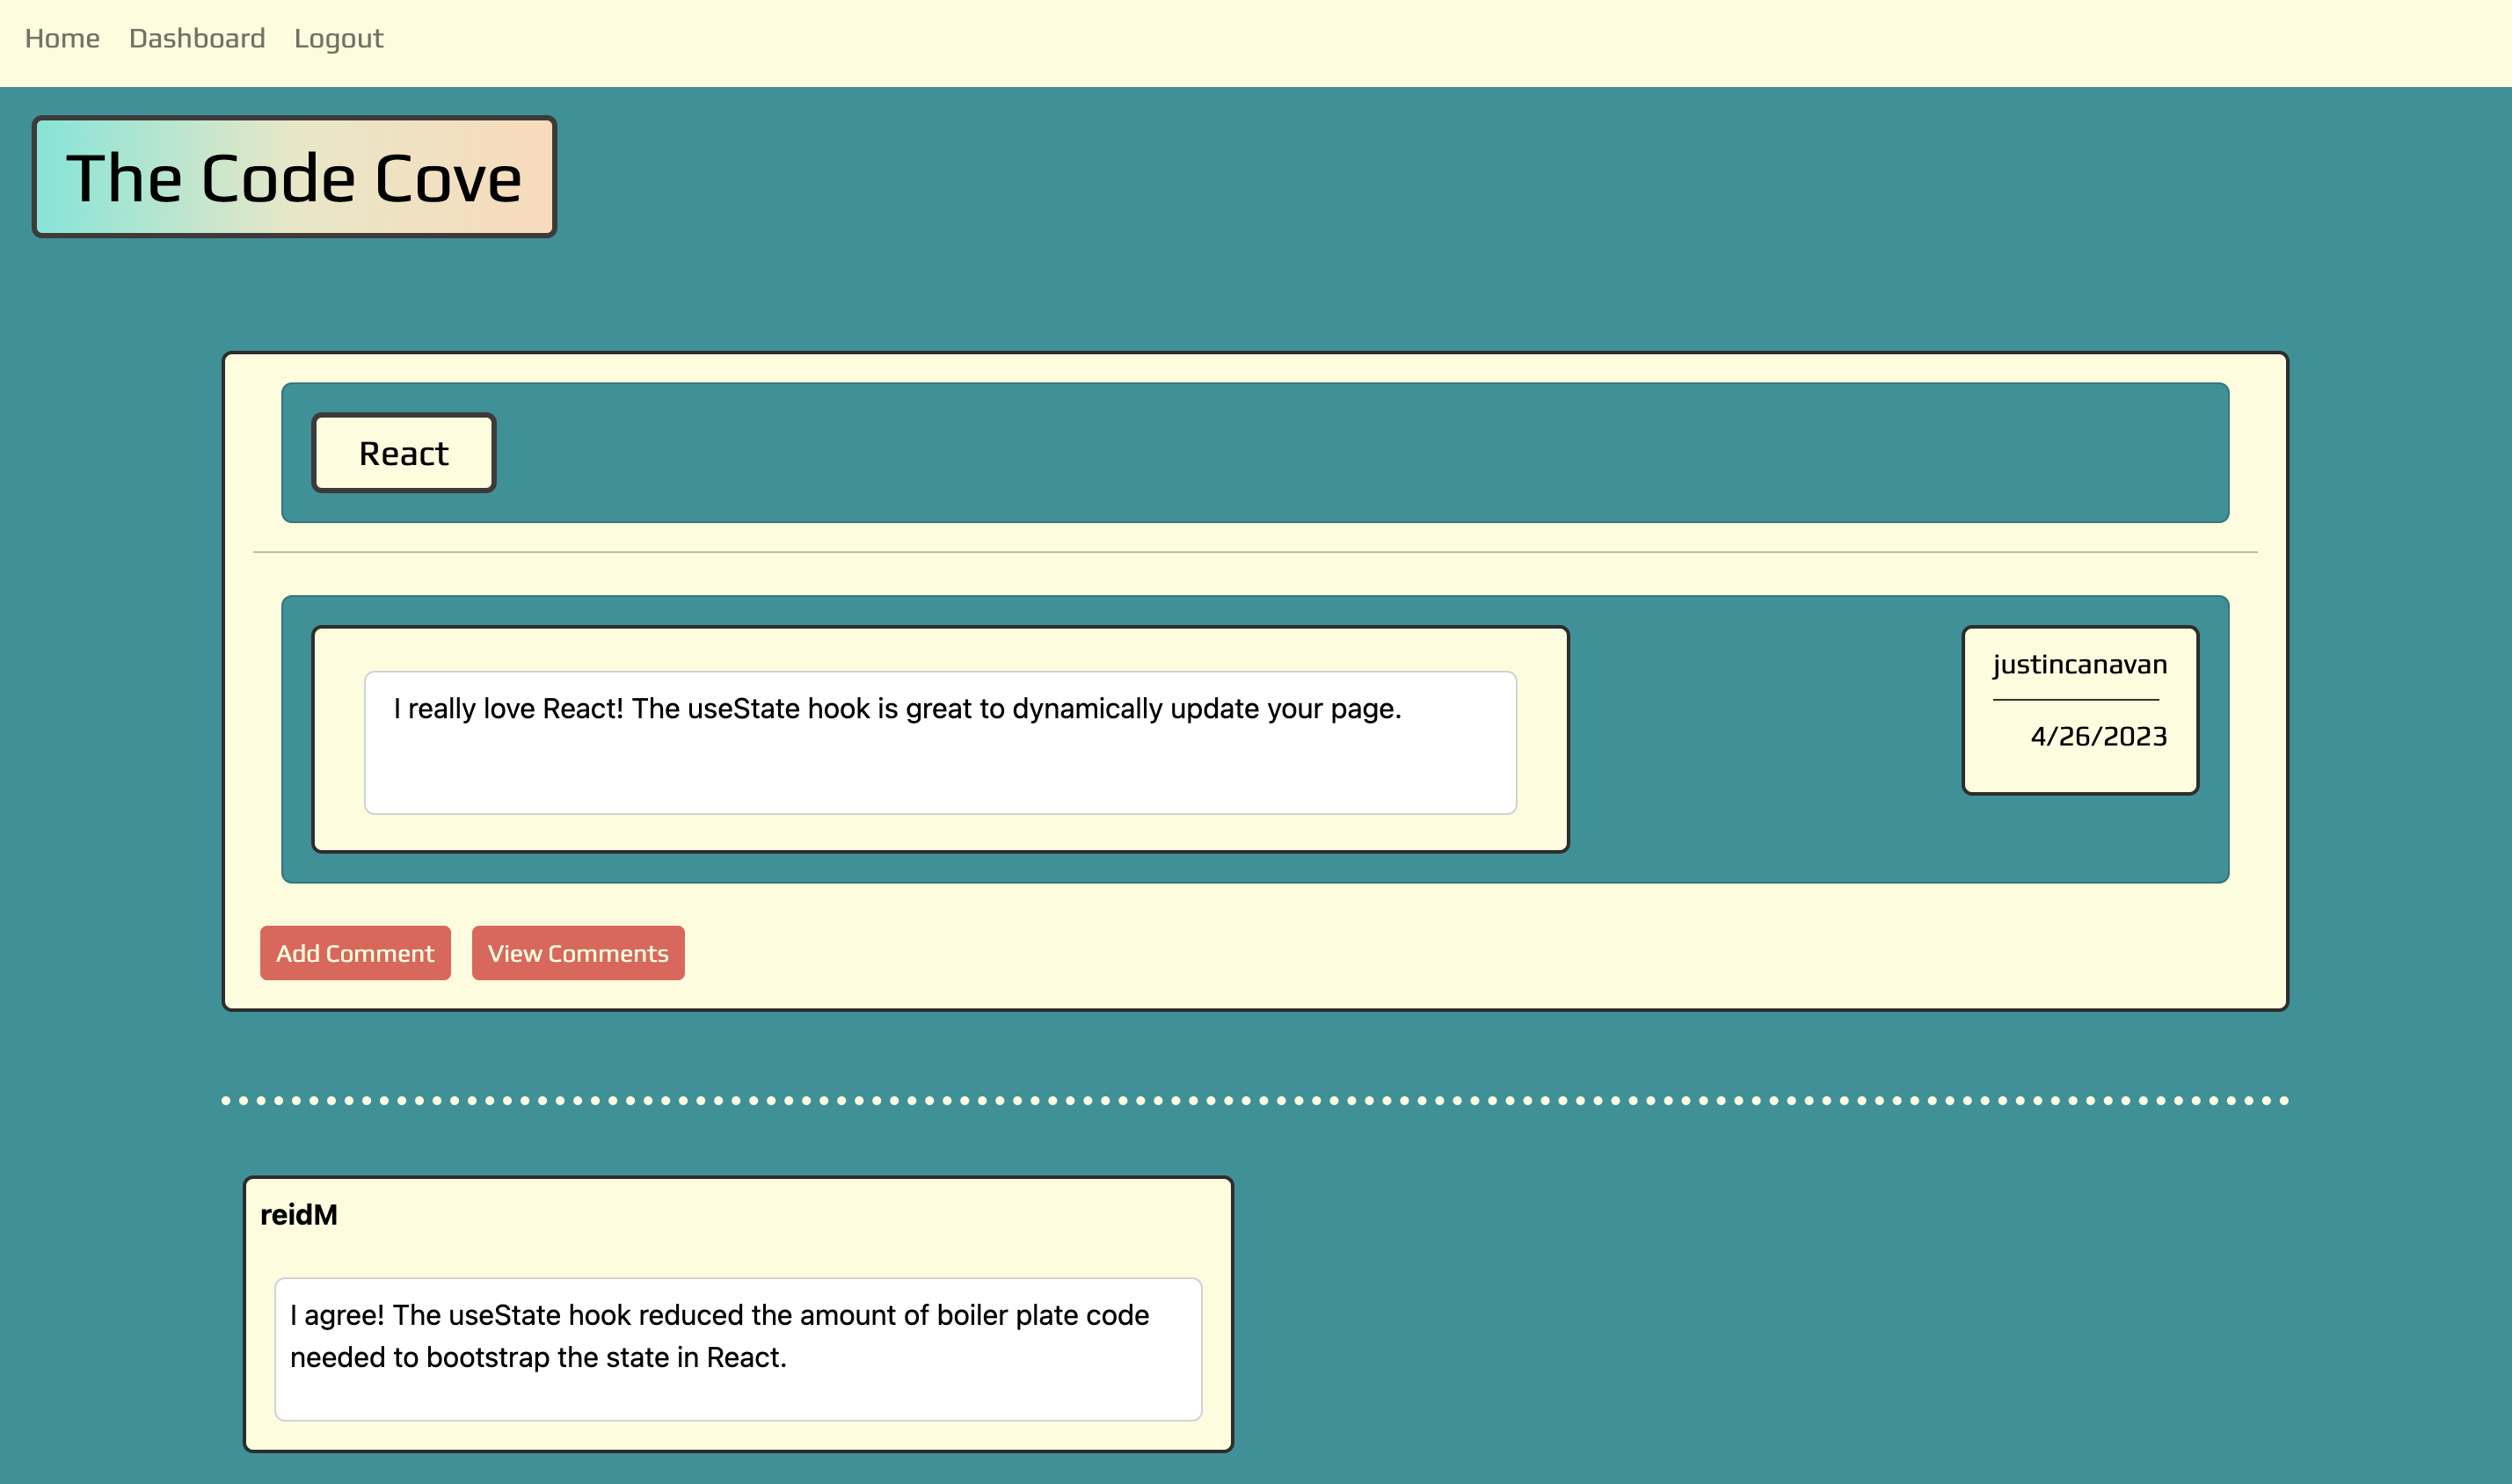 Home Dashboard Logout
The Code Cove
React
I really love React! The useState hook is great to dynamically update your page.
justincanavan
4/26/2023
Add Comment View Comments
reidM
I agree! The useState hook reduced the amount of boiler plate code
needed to bootstrap the state in React.